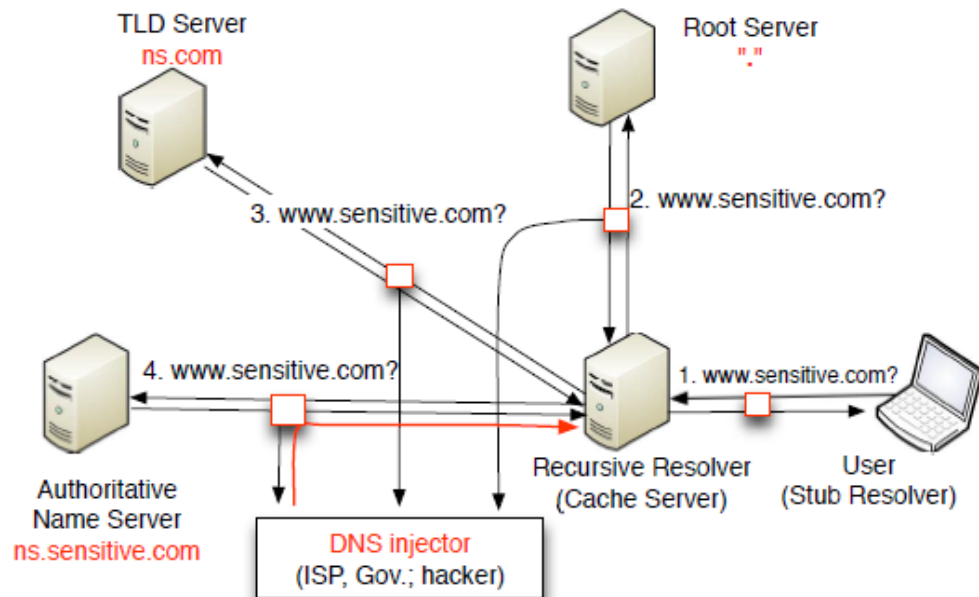 TLD Server
ns.com
Root Server
"."
3. www.sensitive.com?
2. www.sensitive.com?
4. www.sensitive.com?
1. www.sensitive.com?
Authoritative
Name Server
ns.sensitive.com
Recursive Resolver
(Cache Server)
User
(Stub Resolver)
DNS injector
(ISP, Gov.; hacker)